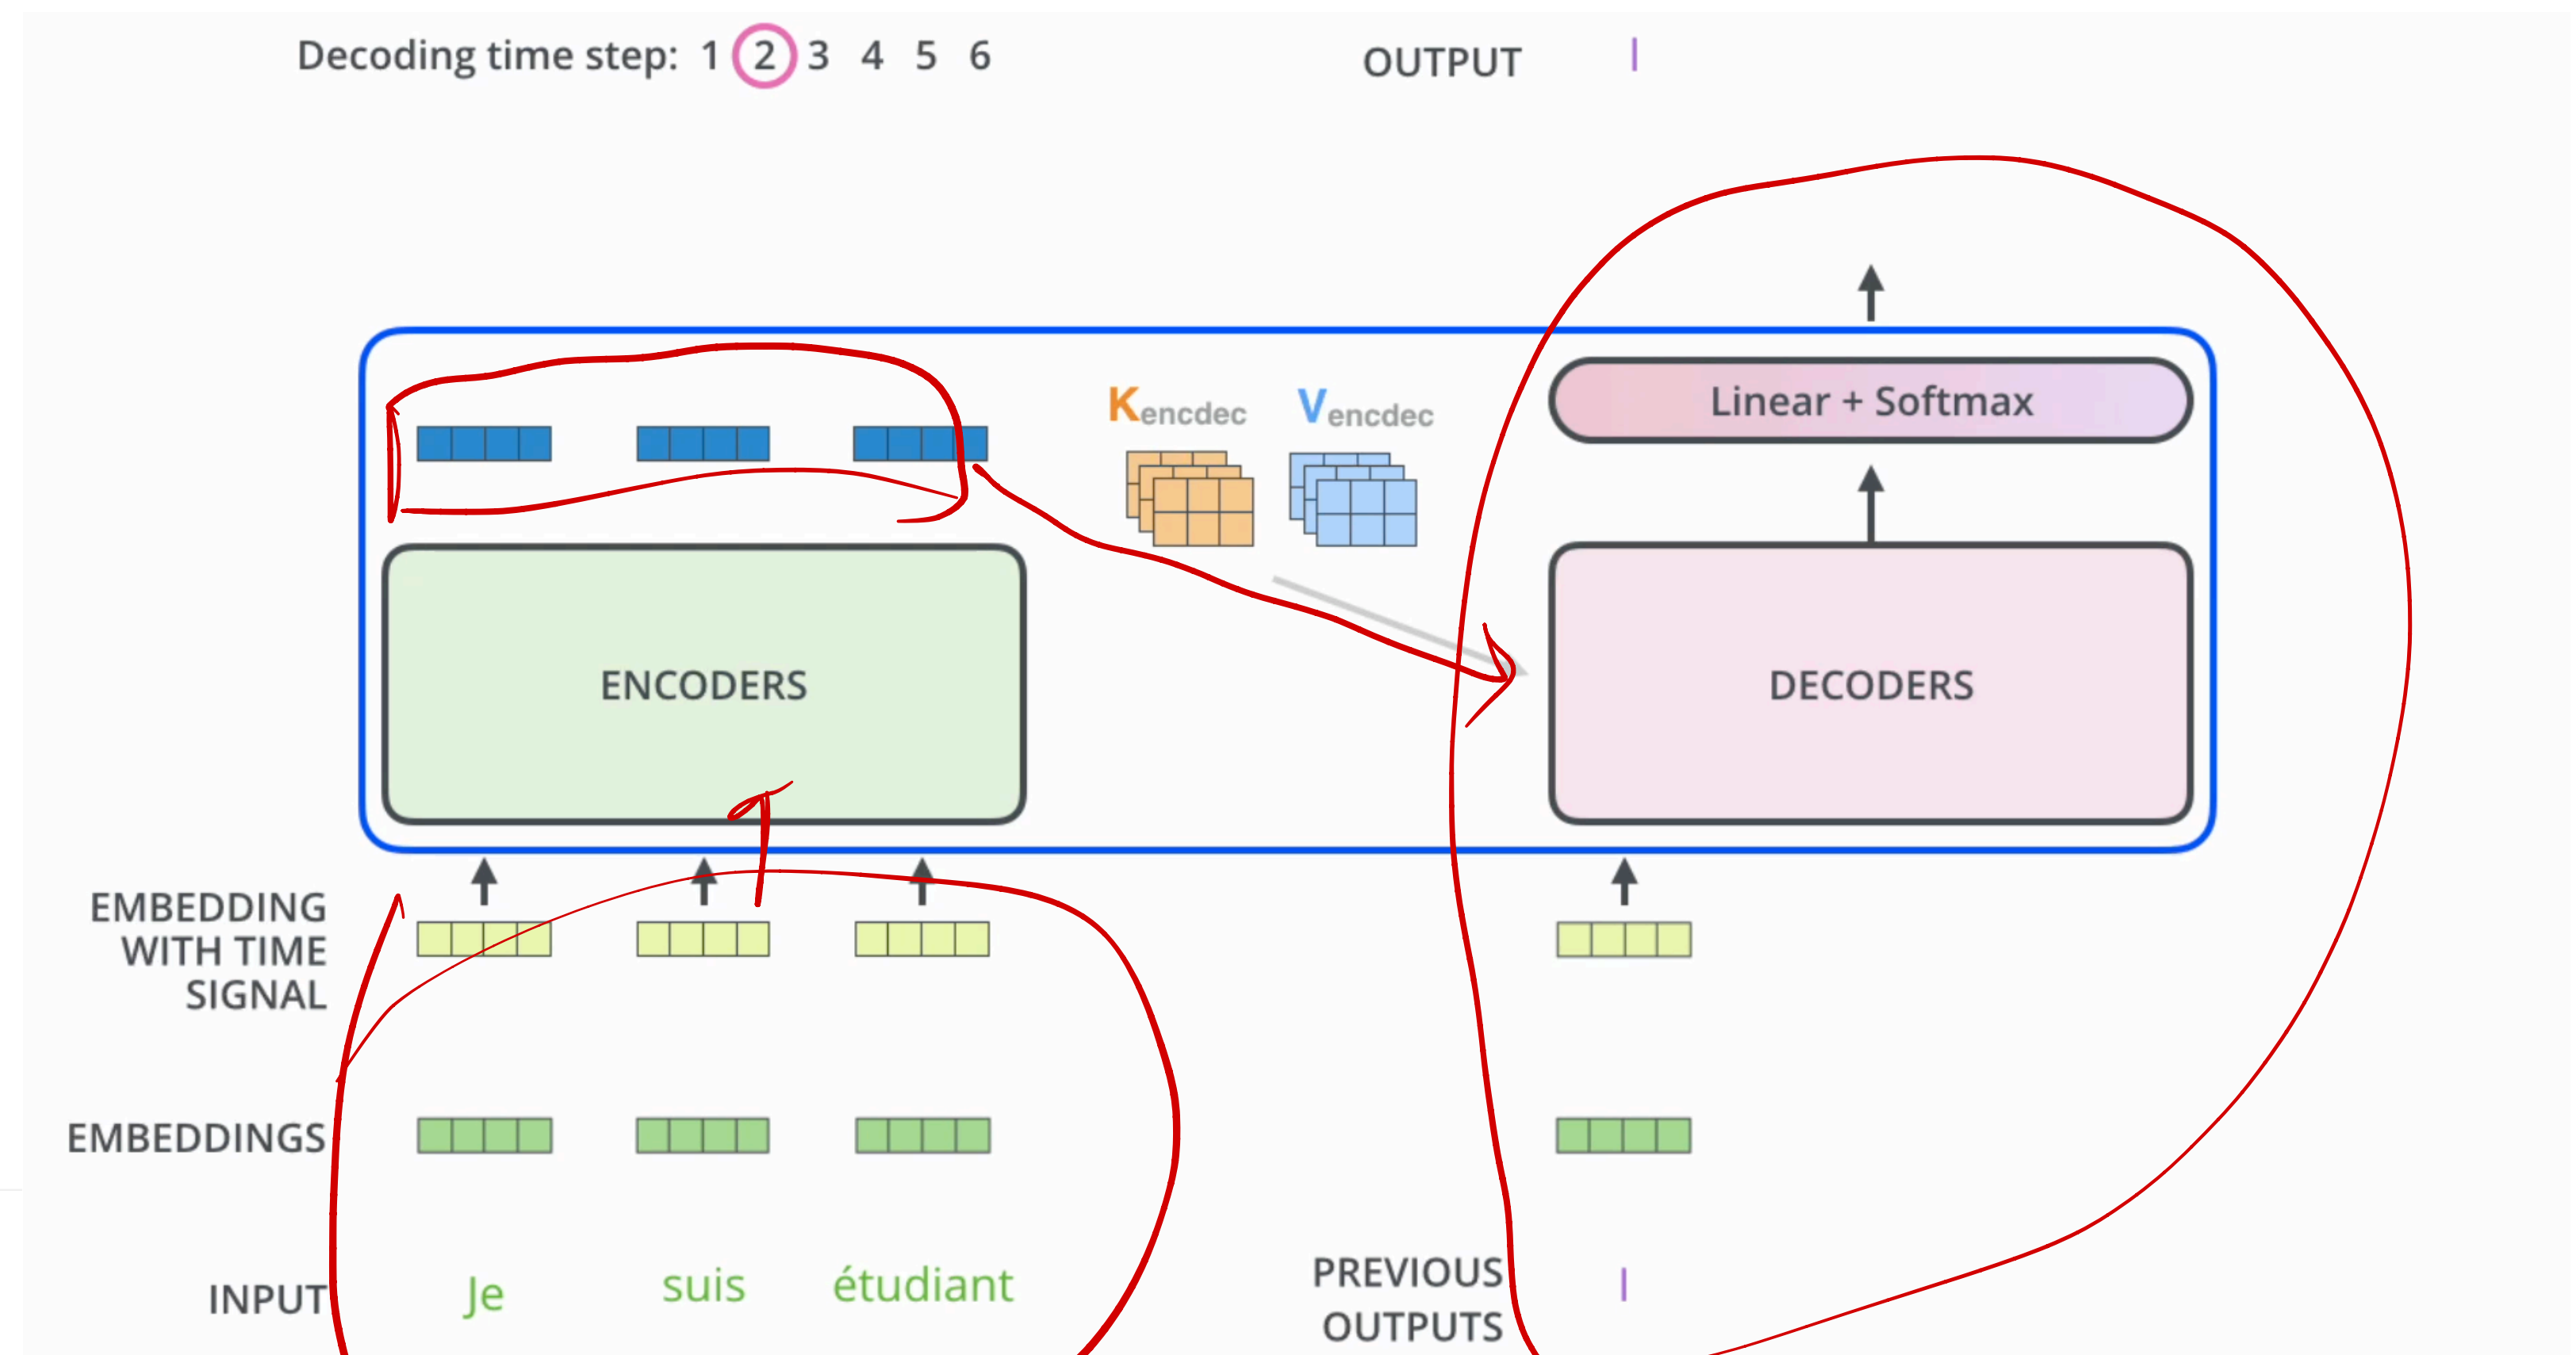 Decoding time step: 1 2 3 4 5 6
OUTPUT I
Kencdec Vencdec
Linear + Softmax
ENCODERS
DECODERS
EMBEDDING
WITH TIME
SIGNAL
EMBEDDINGS
INPUT Je suis étudiant
PREVIOUS
OUTPUTS I